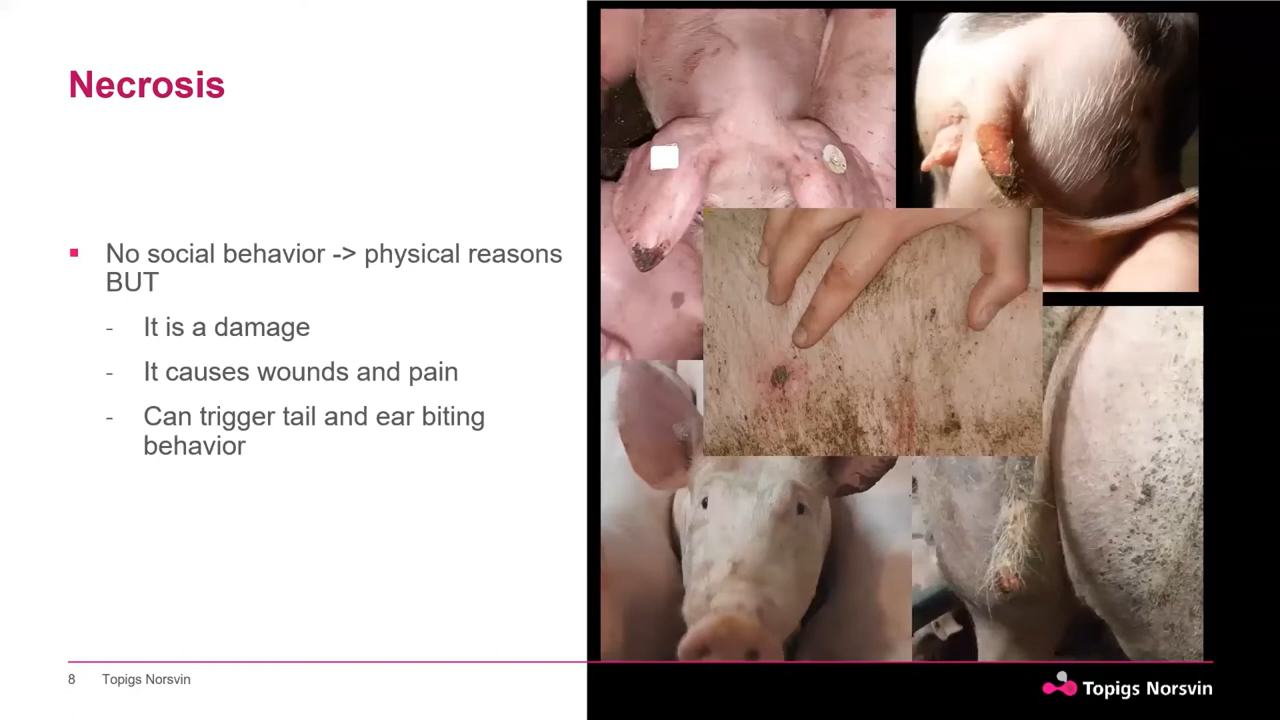 Necrosis
▪ No social behavior -> physical reasons
BUT
- It is a damage
- It causes wounds and pain
- Can trigger tail and ear biting
behavior
8 Topigs Norsvin
Topigs Norsvin